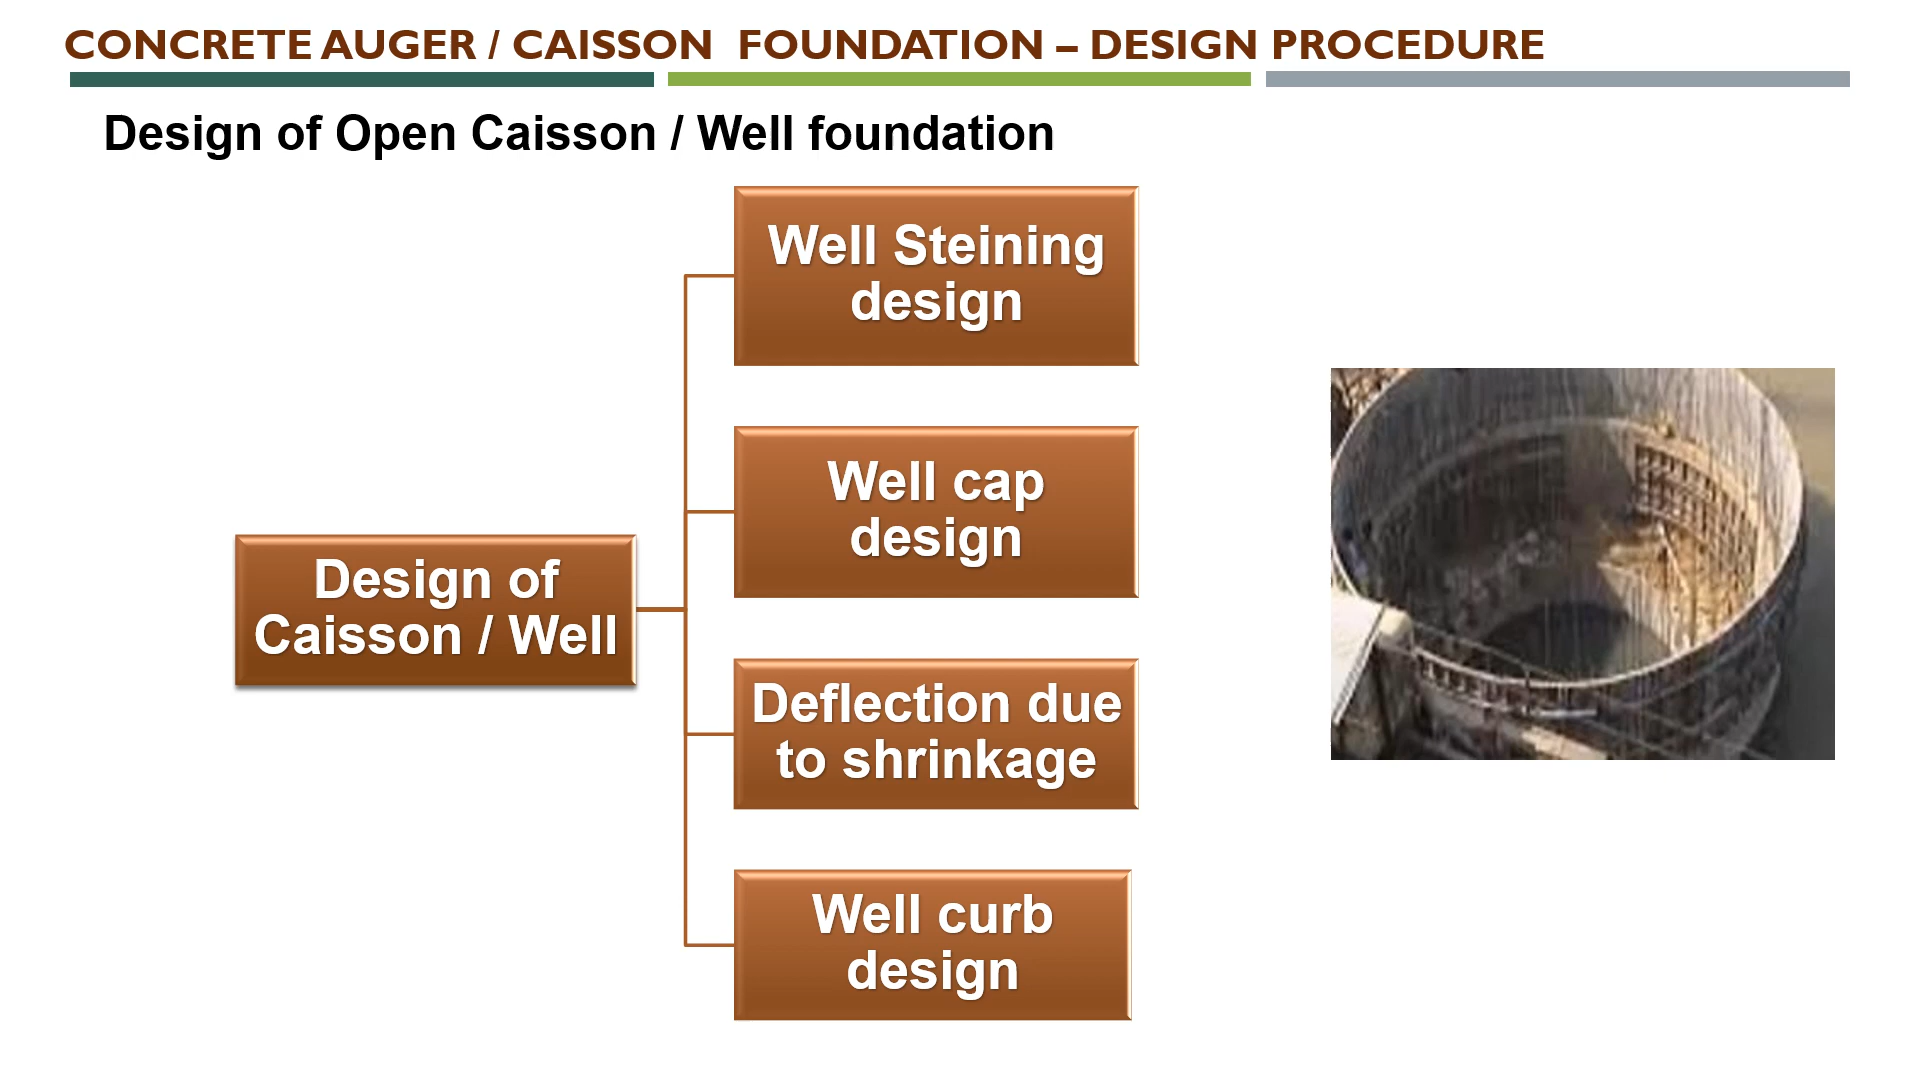 CONCRETE AUGER / CAISSON FOUNDATION – DESIGN PROCEDURE
Design of Open Caisson / Well foundation
Design of
Caisson / Well
Well Steining
design
Well cap
design
Deflection due
to shrinkage
Well curb
design